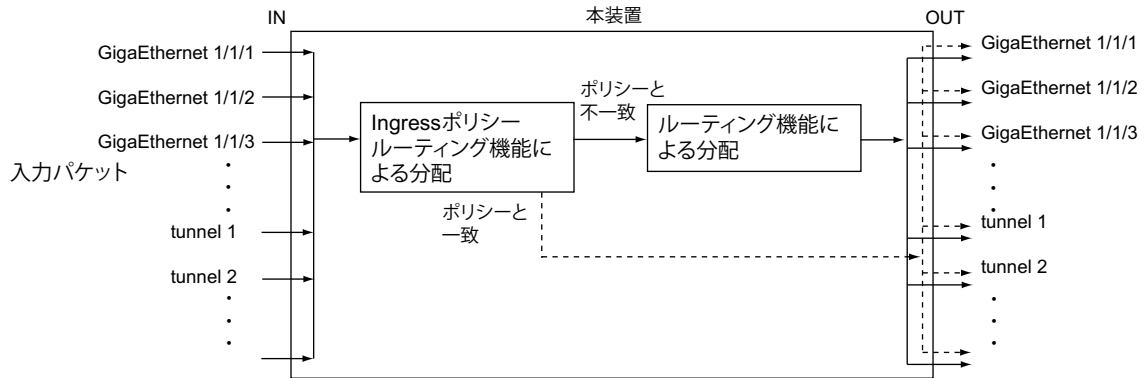 IN
本装置
OUT
GigaEthernet 1/1/1
GigaEthernet 1/1/2
GigaEthernet 1/1/3
入力パケット
tunnel 1
tunnel 2
Ingressポリシー
ルーティング機能に
よる分配
ポリシーと
不一致
ポリシーと
一致
ルーティング機能に
よる分配
GigaEthernet 1/1/1
GigaEthernet 1/1/2
GigaEthernet 1/1/3
tunnel 1
tunnel 2